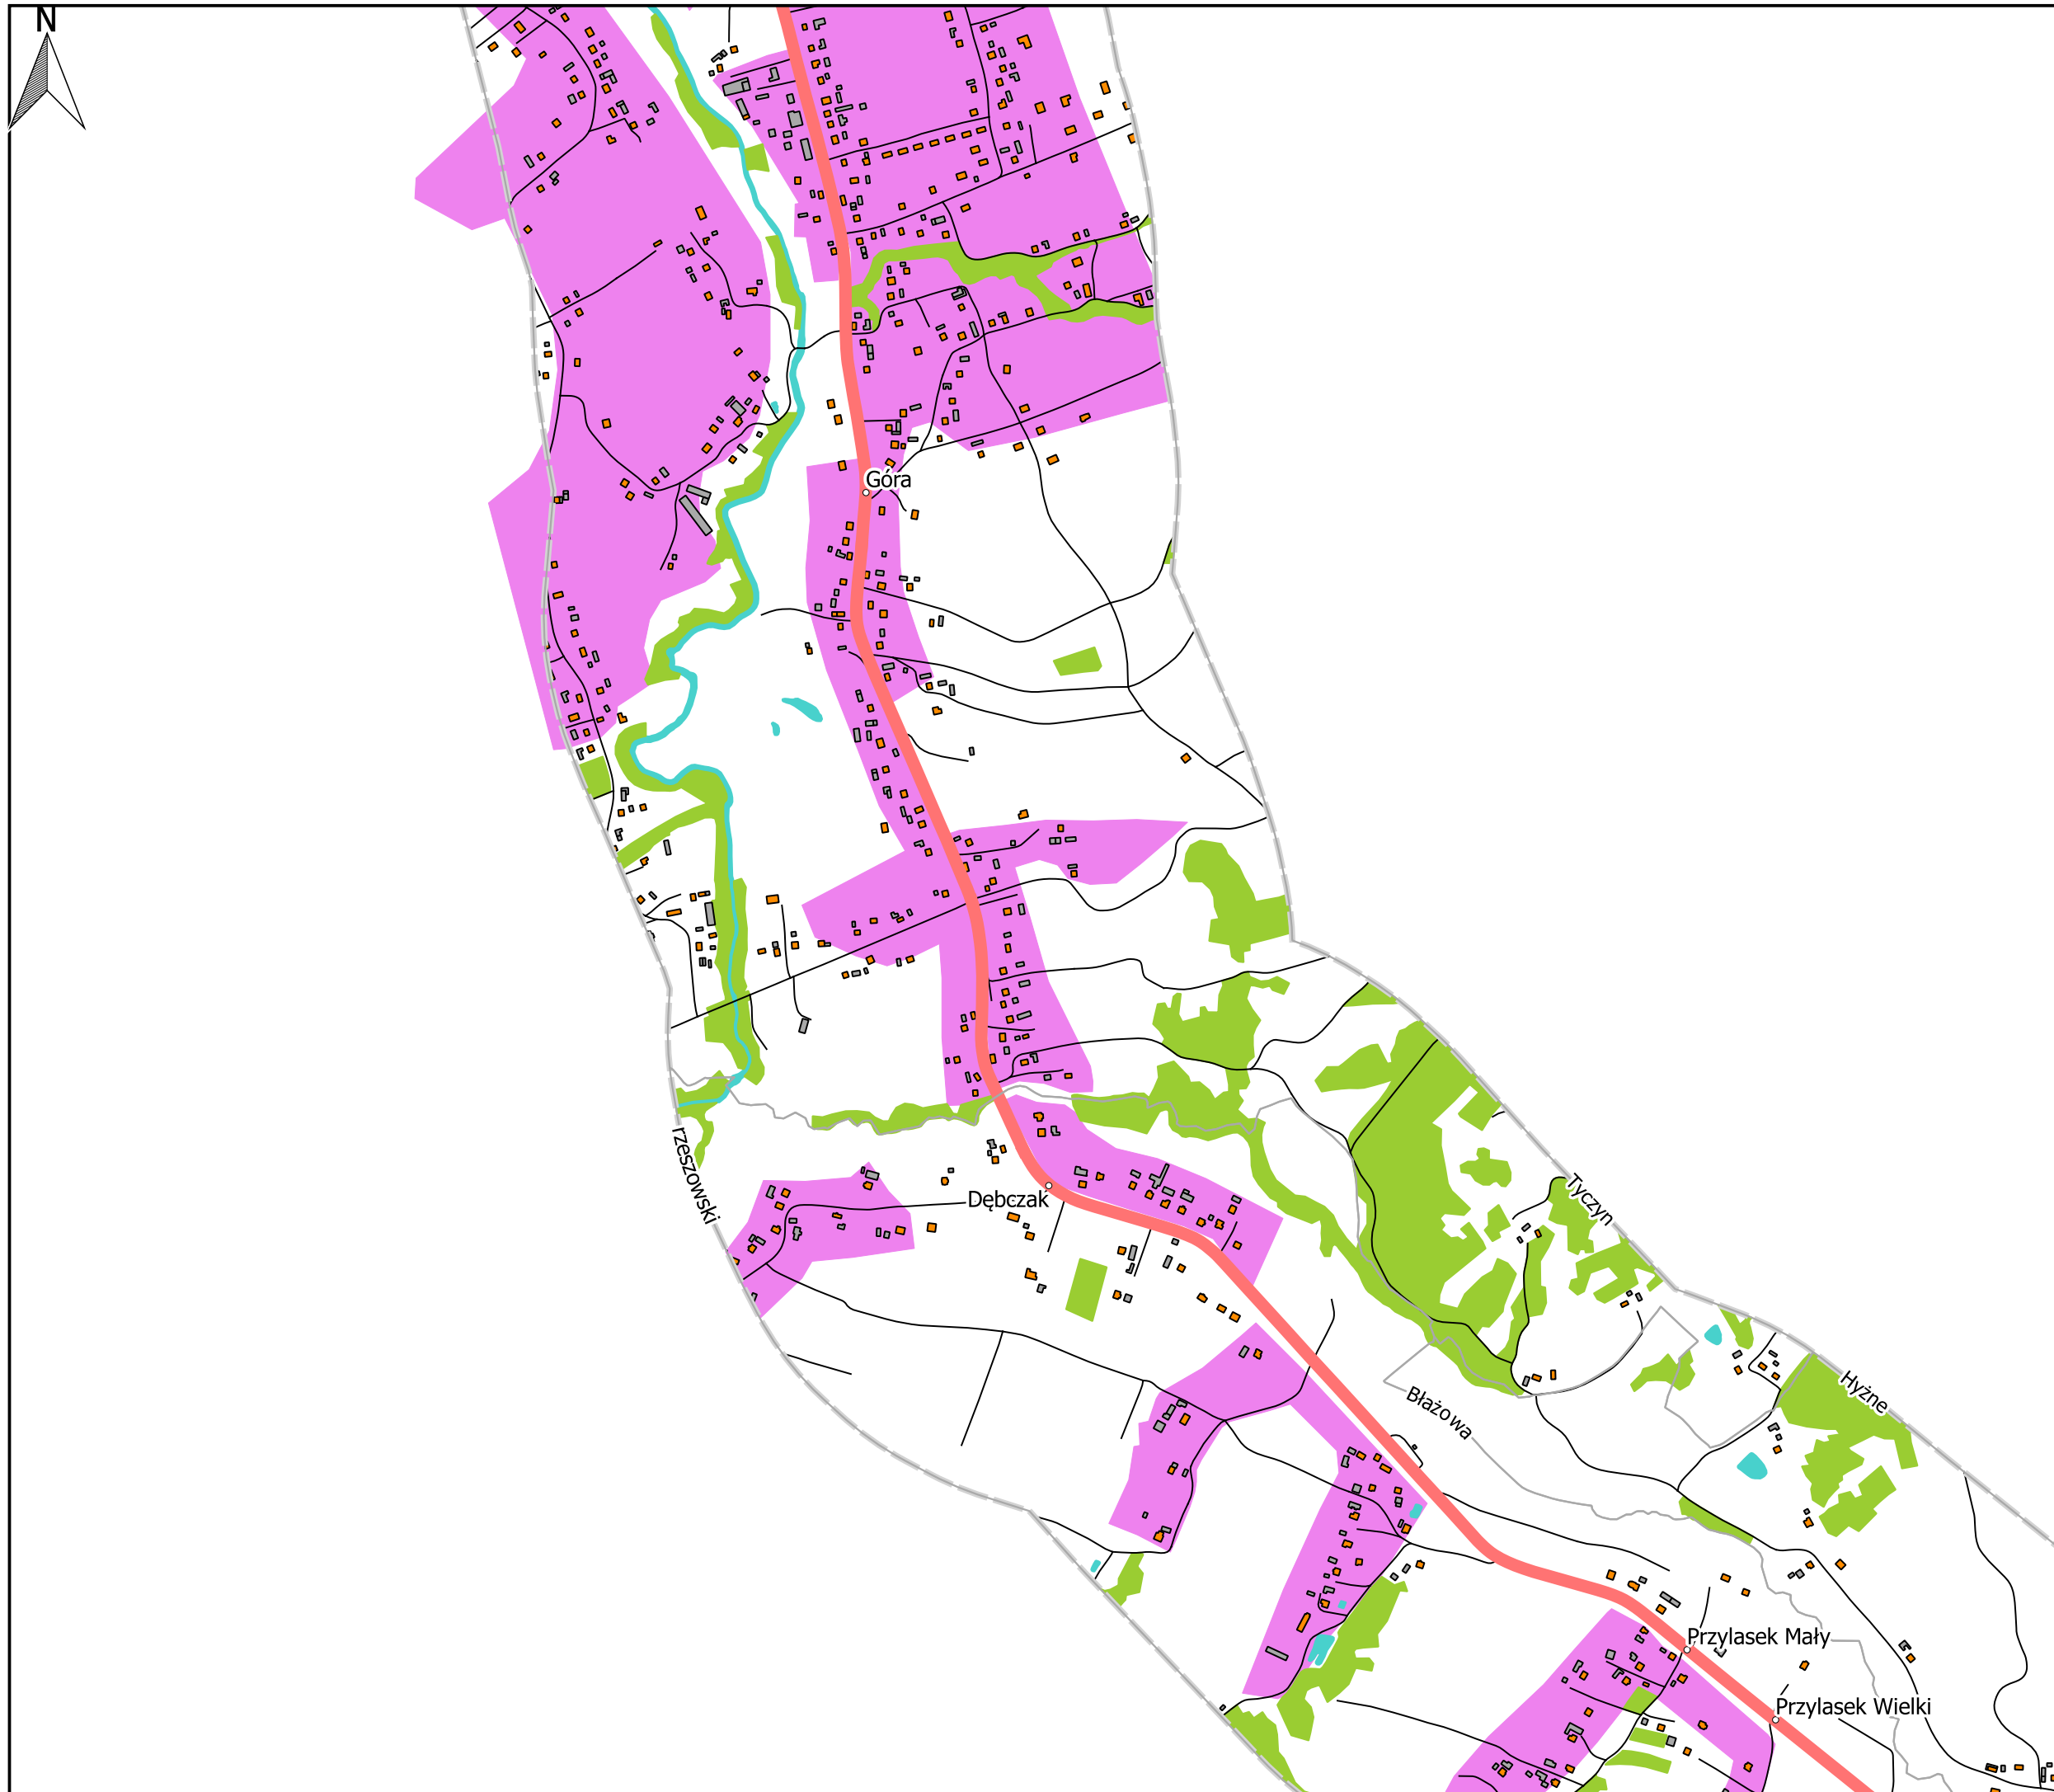 N
Góra
rzeszowski
Tyczyn
Dębczak
Hyżne
Błażowa
Przylasek Mały
Przylasek Wielki